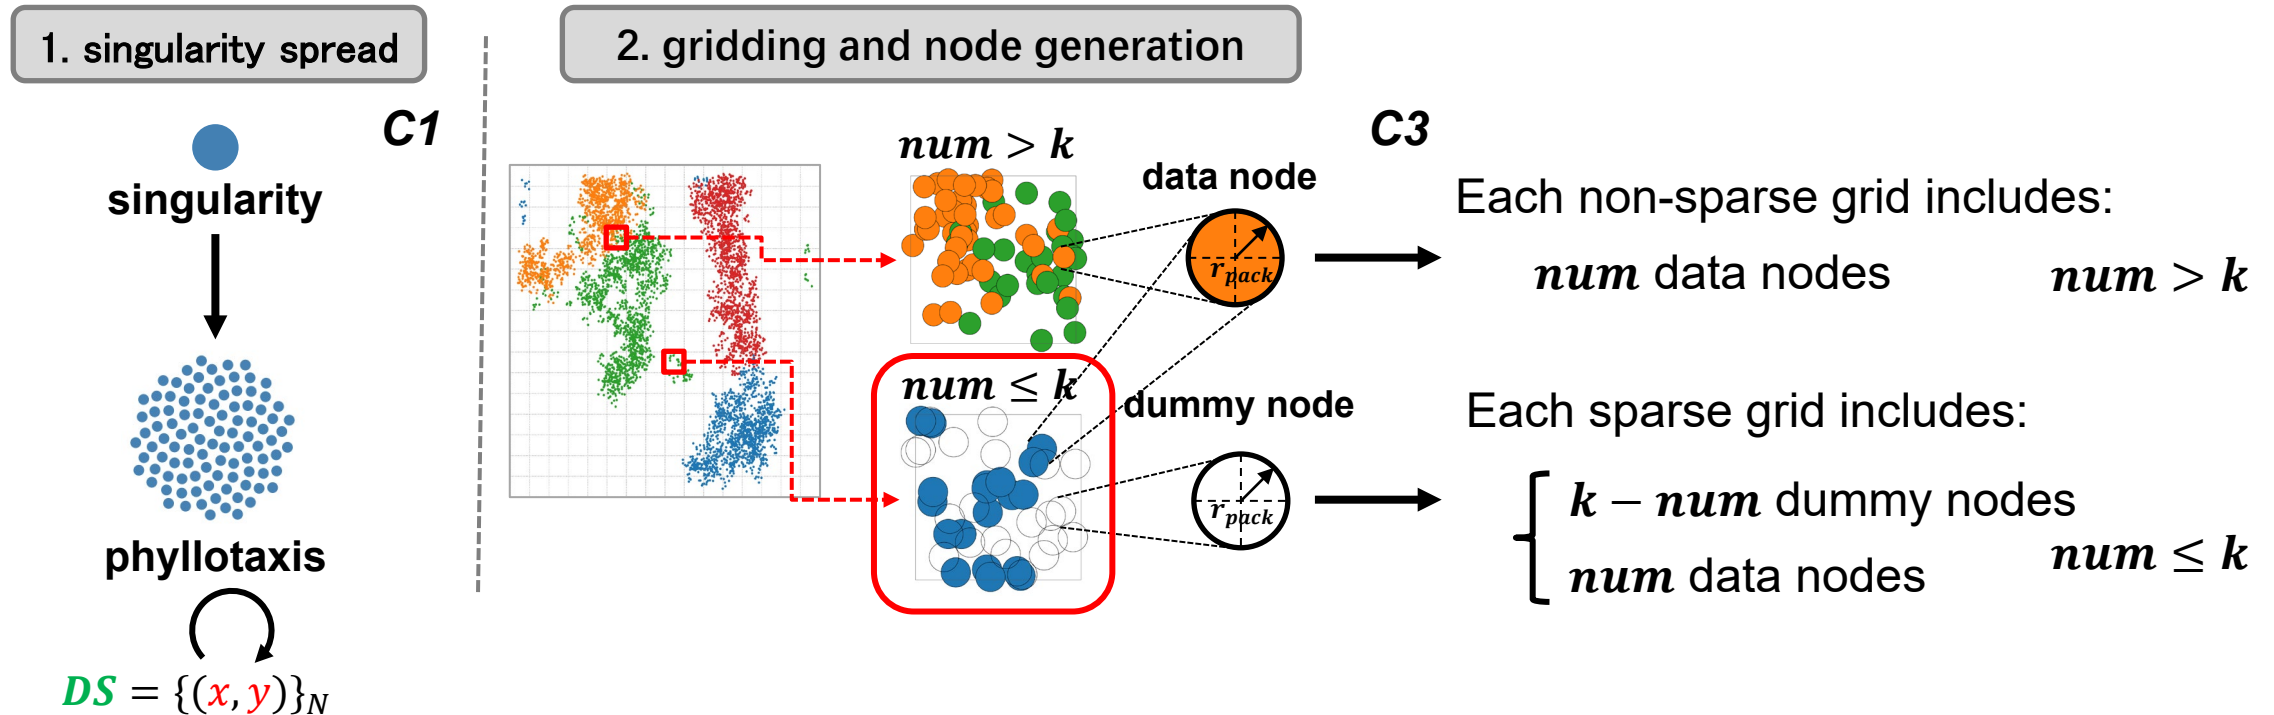 1. singularity spread
C1
singularity
phyllotaxis
DS = {(x, y)}N
2. gridding and node generation
C3
num > k
data node
r_pack
num ≤ k
dummy node
r_pack
Each non-sparse grid includes:
num data nodes
num > k
Each sparse grid includes:
k − num dummy nodes
num data nodes
num ≤ k